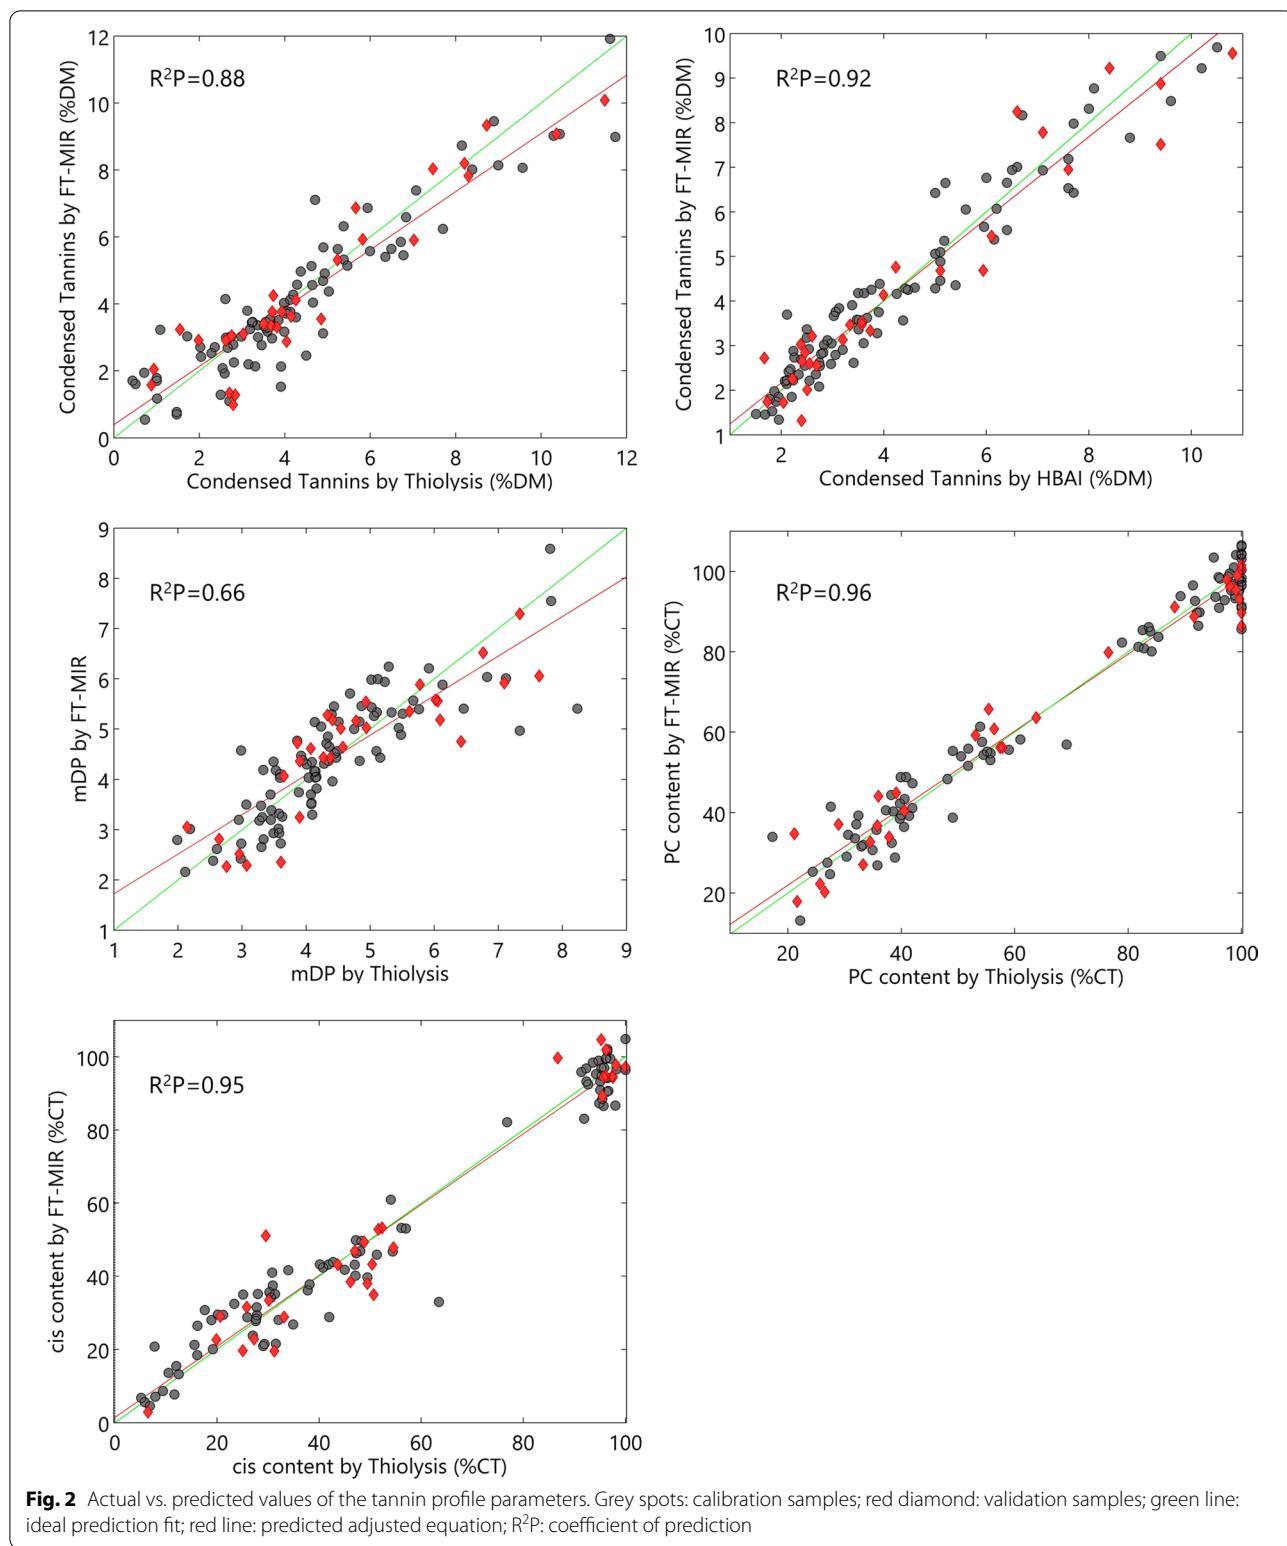 R²P=0.88
Condensed Tannins by FT-MIR (%DM)
12
10
8
6
4
2
0
0 2 4 6 8 10 12
Condensed Tannins by Thiolysis (%DM)
R²P=0.92
Condensed Tannins by FT-MIR (%DM)
10
9
8
7
6
5
4
3
2
1
2 4 6 8 10
Condensed Tannins by HBAI (%DM)
R²P=0.66
mDP by FT-MIR
9
8
7
6
5
4
3
2
1
1 2 3 4 5 6 7 8 9
mDP by Thiolysis
R²P=0.96
PC content by FT-MIR (%CT)
100
80
60
40
20
20 40 60 80 100
PC content by Thiolysis (%CT)
R²P=0.95
cis content by FT-MIR (%CT)
100
80
60
40
20
0
0 20 40 60 80 100
cis content by Thiolysis (%CT)
Fig. 2 Actual vs. predicted values of the tannin profile parameters. Grey spots: calibration samples; red diamond: validation samples; green line:
ideal prediction fit; red line: predicted adjusted equation; R²P: coefficient of prediction